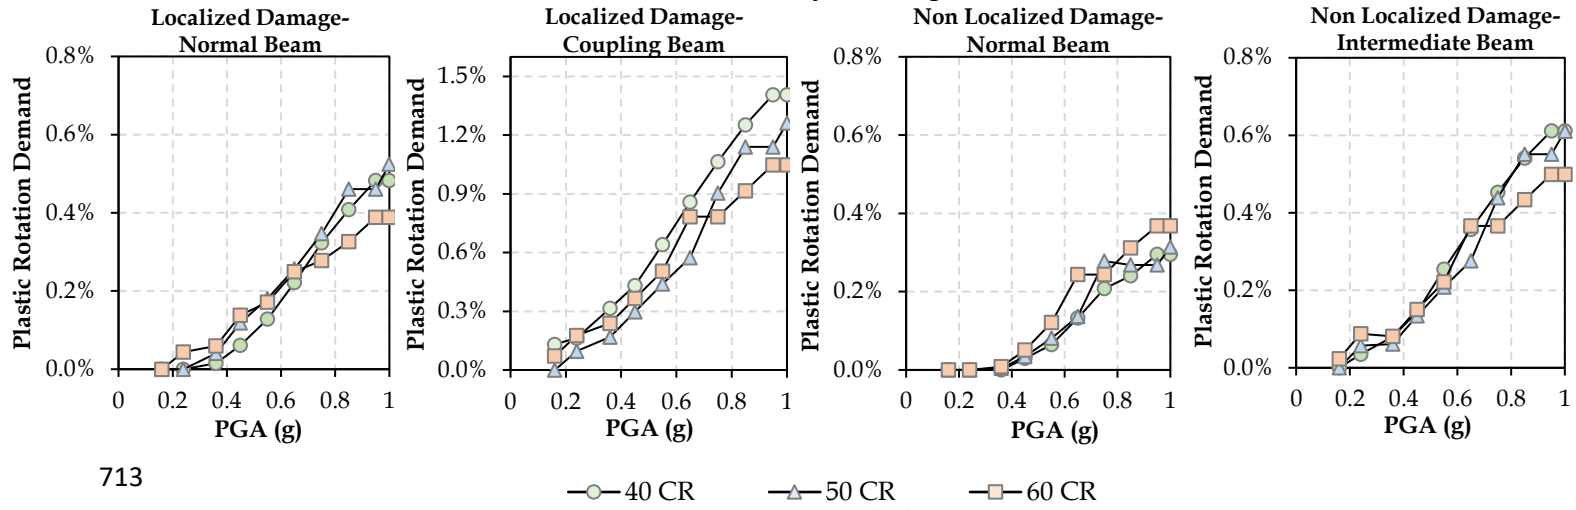 Localized Damage-
Normal Beam
Localized Damage-
Coupling Beam
Non Localized Damage-
Normal Beam
Non Localized Damage-
Intermediate Beam
Plastic Rotation Demand
0.8%
0.6%
0.4%
0.2%
0.0%
0 0.2 0.4 0.6 0.8 1
PGA (g)
Plastic Rotation Demand
1.5%
1.2%
0.9%
0.6%
0.3%
0.0%
0 0.2 0.4 0.6 0.8 1
PGA (g)
Plastic Rotation Demand
0.8%
0.6%
0.4%
0.2%
0.0%
0 0.2 0.4 0.6 0.8 1
PGA (g)
Plastic Rotation Demand
0.8%
0.6%
0.4%
0.2%
0.0%
0 0.2 0.4 0.6 0.8 1
PGA (g)
713
40 CR 50 CR 60 CR